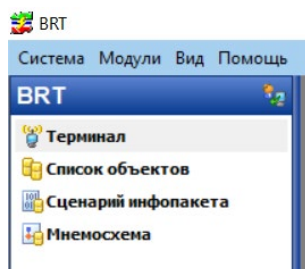 BRT
Система Модули Вид Помощь
BRT
Терминал
Список объектов
Сценарий инфопакета
Мнемосхема